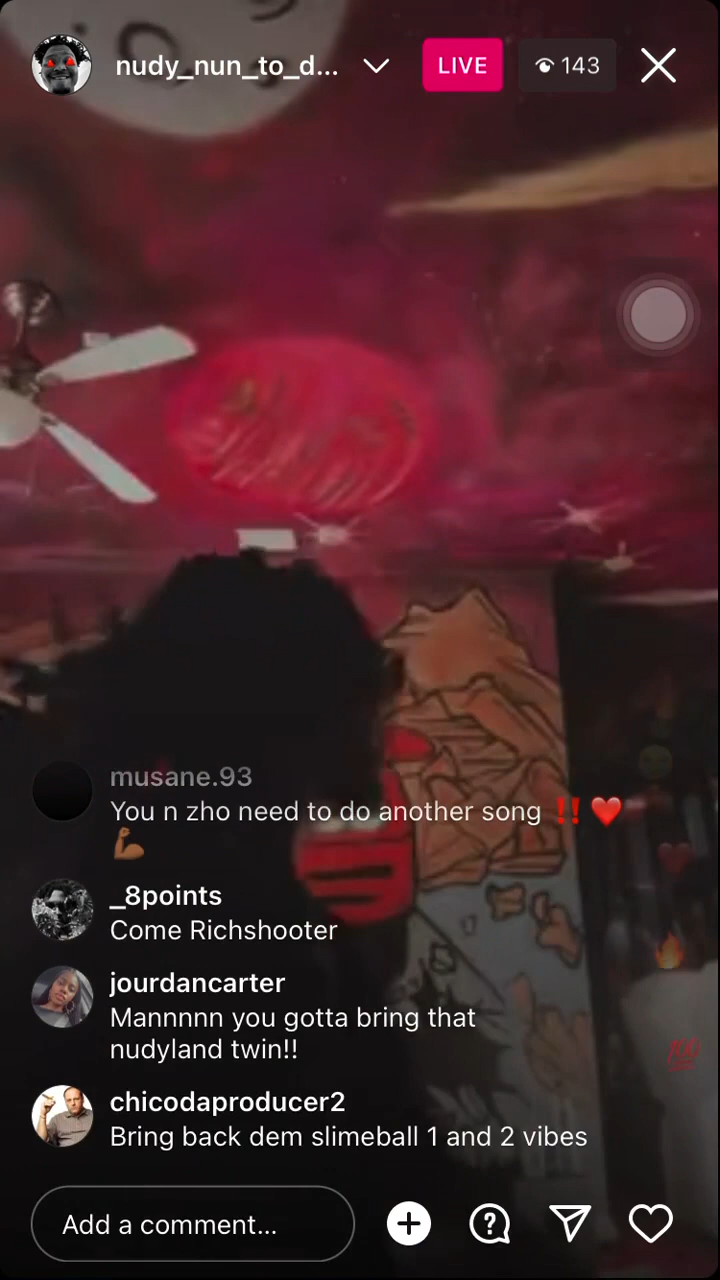 nudy_nun_to_d...
LIVE
143
musane.93
You n zho need to do another song ‼️❤️
💪🏾
_8points
Come Richshooter
jourdancarter
Mannnnn you gotta bring that
nudyland twin!!
chicodaproducer2
Bring back dem slimeball 1 and 2 vibes
Add a comment...